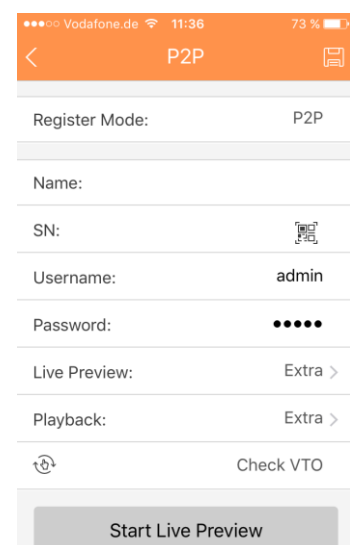 Vodafone.de 11:36 73 %
P2P
Register Mode: P2P
Name:
SN:
Username: admin
Password: •••••
Live Preview: Extra
Playback: Extra
Check VTO
Start Live Preview